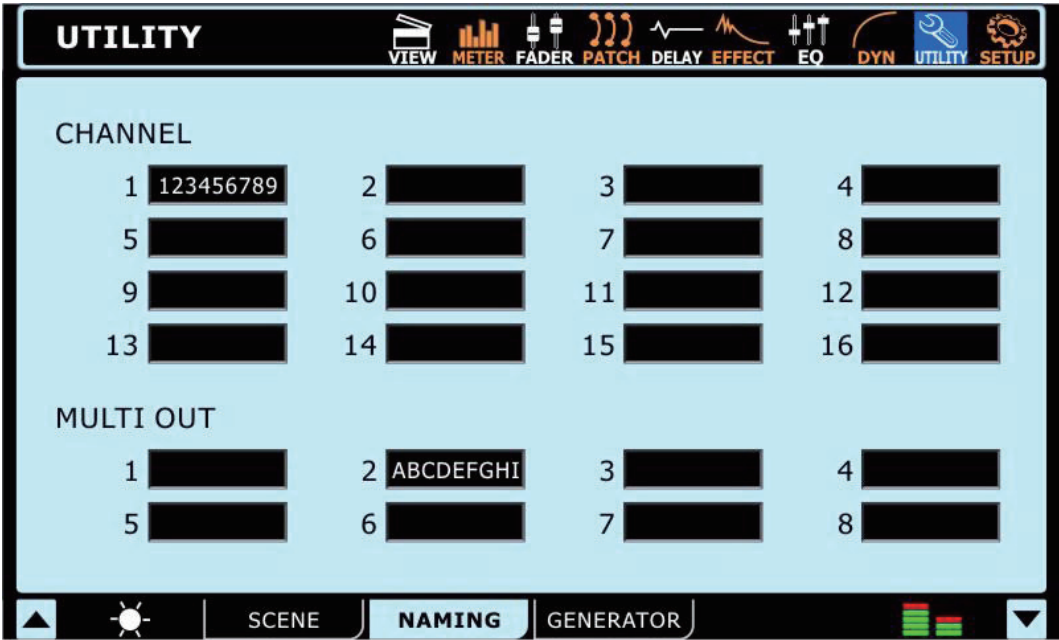 UTILITY
VIEW METER FADER PATCH DELAY EFFECT EQ DYN UTILITY SETUP
CHANNEL
1 123456789 2 3 4
5 6 7 8
9 10 11 12
13 14 15 16
MULTI OUT
1 2 ABCDEFGHI 3 4
5 6 7 8
SCENE NAMING GENERATOR